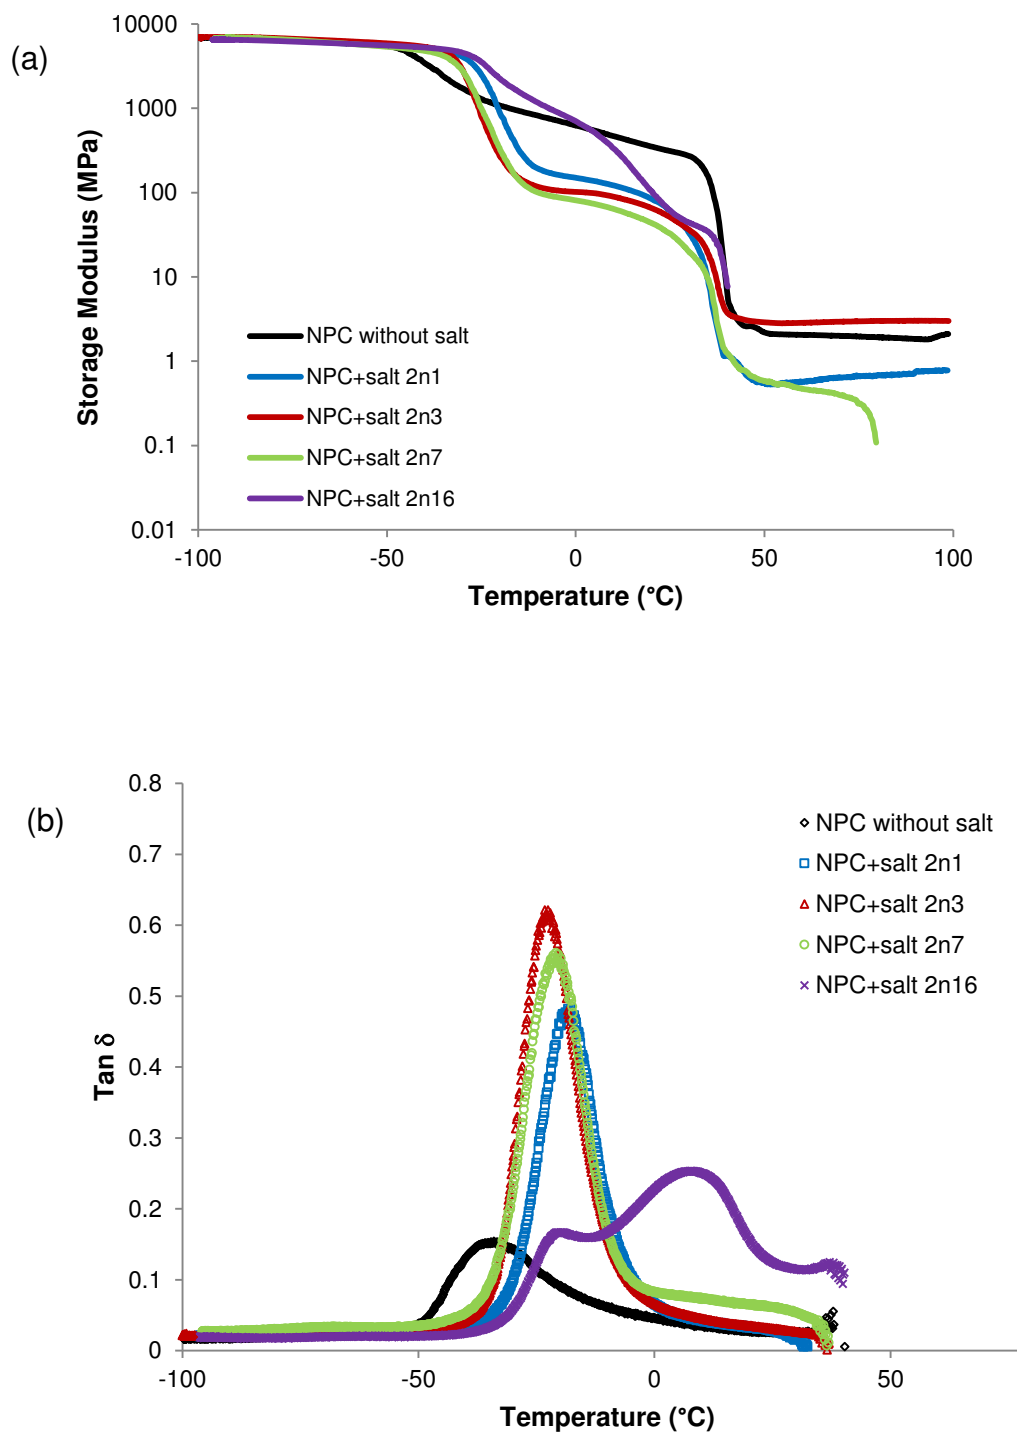 (a)
10000
1000
100
10
1
0.1
0.01
Storage Modulus (MPa)
NPC without salt
NPC+salt 2n1
NPC+salt 2n3
NPC+salt 2n7
NPC+salt 2n16
-100
-50
0
50
100
Temperature (°C)
(b)
0.8
0.7
0.6
0.5
0.4
0.3
0.2
0.1
0
Tan δ
NPC without salt
NPC+salt 2n1
NPC+salt 2n3
NPC+salt 2n7
NPC+salt 2n16
-100
-50
0
50
Temperature (°C)